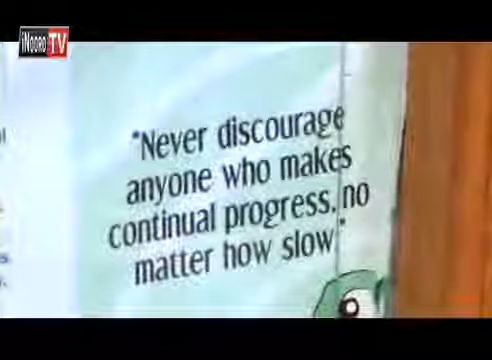 iNOORO TV
"Never discourage
anyone who makes
continual progress, no
matter how slow"